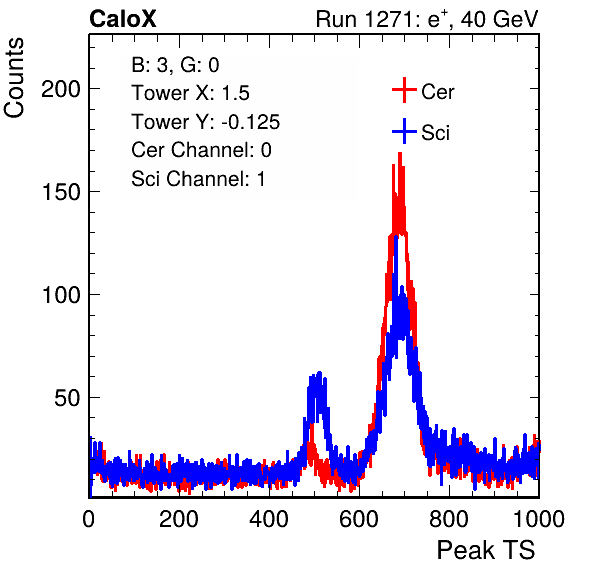 CaloX
Run 1271: e+, 40 GeV
Counts
B: 3, G: 0
Tower X: 1.5
Tower Y: -0.125
Cer Channel: 0
Sci Channel: 1
Cer
Sci
200
150
100
50
0
200
400
600
800
1000
Peak TS